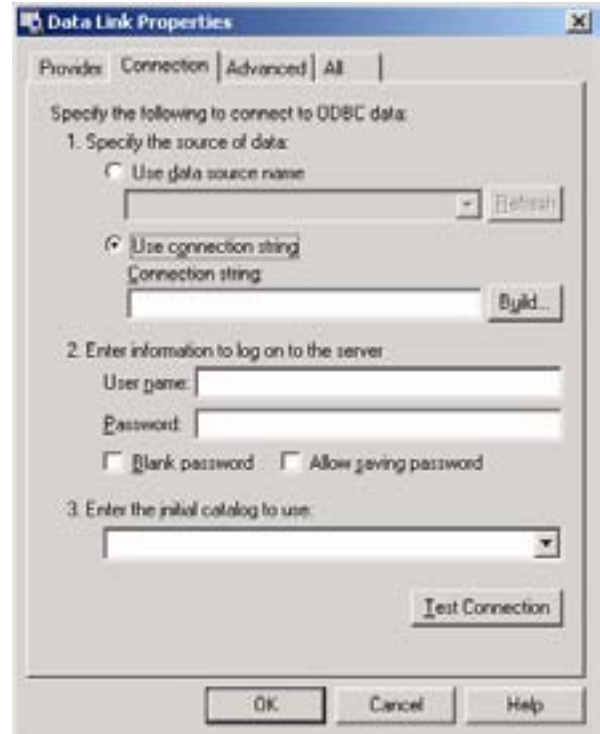 Data Link Properties
Provider Connection Advanced All
Specify the following to connect to ODBC data:
1. Specify the source of data:
Use data source name
Refresh
Use connection string
Connection string:
Build...
2. Enter information to log on to the server
User name:
Password:
Blank password Allow saving password
3. Enter the initial catalog to use:
Test Connection
OK Cancel Help